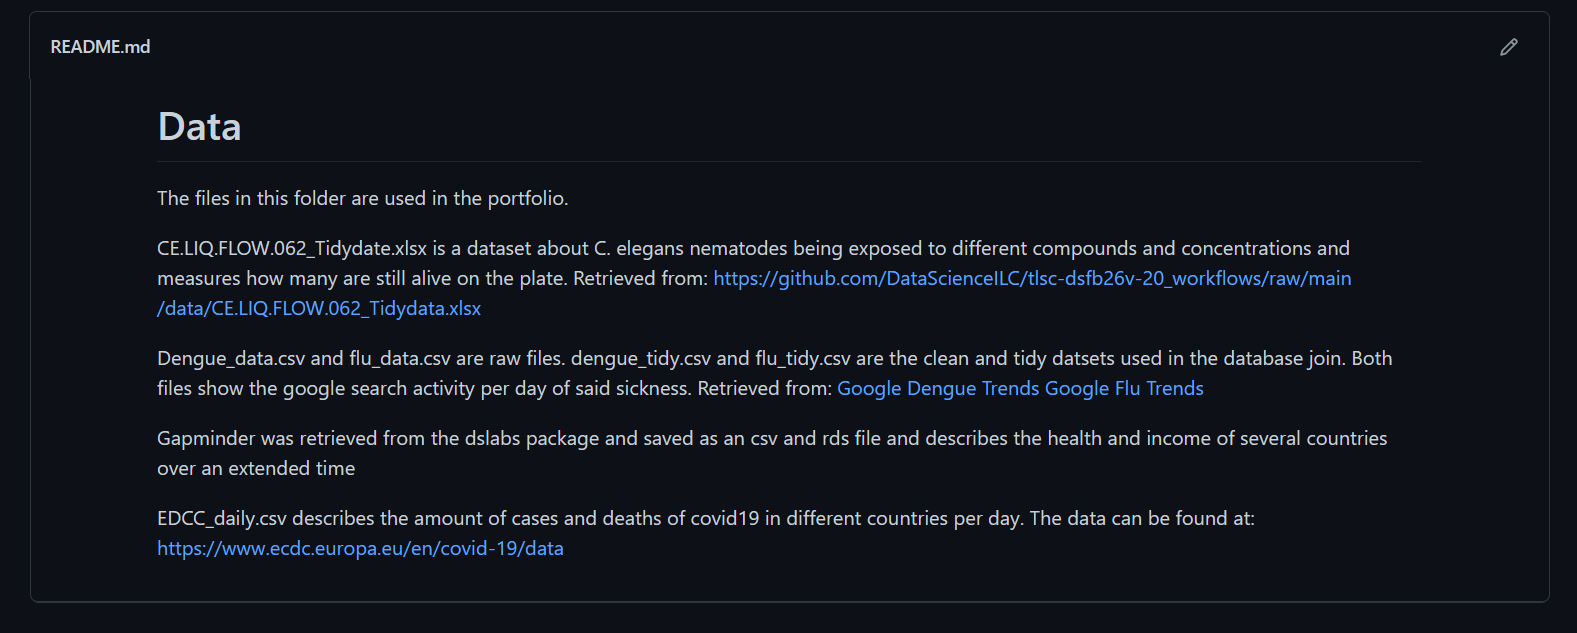 README.md
Data
The files in this folder are used in the portfolio.
CE.LIQ.FLOW.062_Tidydate.xlsx is a dataset about C. elegans nematodes being exposed to different compounds and concentrations and
measures how many are still alive on the plate. Retrieved from: https://github.com/DataScienceILC/tlsc-dsfb26v-20_workflows/raw/main
/data/CE.LIQ.FLOW.062_Tidydata.xlsx
Dengue_data.csv and flu_data.csv are raw files. dengue_tidy.csv and flu_tidy.csv are the clean and tidy datsets used in the database join. Both
files show the google search activity per day of said sickness. Retrieved from: Google Dengue Trends Google Flu Trends
Gapminder was retrieved from the dslabs package and saved as an csv and rds file and describes the health and income of several countries
over an extended time
EDCC_daily.csv describes the amount of cases and deaths of covid19 in different countries per day. The data can be found at:
https://www.ecdc.europa.eu/en/covid-19/data